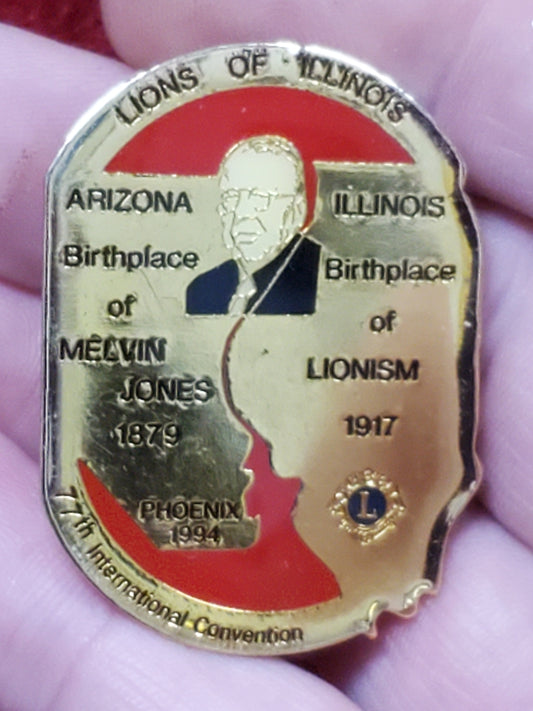 LIONS OF ILLINOIS
ARIZONA
Birthplace
of
MELVIN
JONES
1879
PHOENIX
1994
ILLINOIS
Birthplace
of
LIONISM
1917
L
77th International Convention